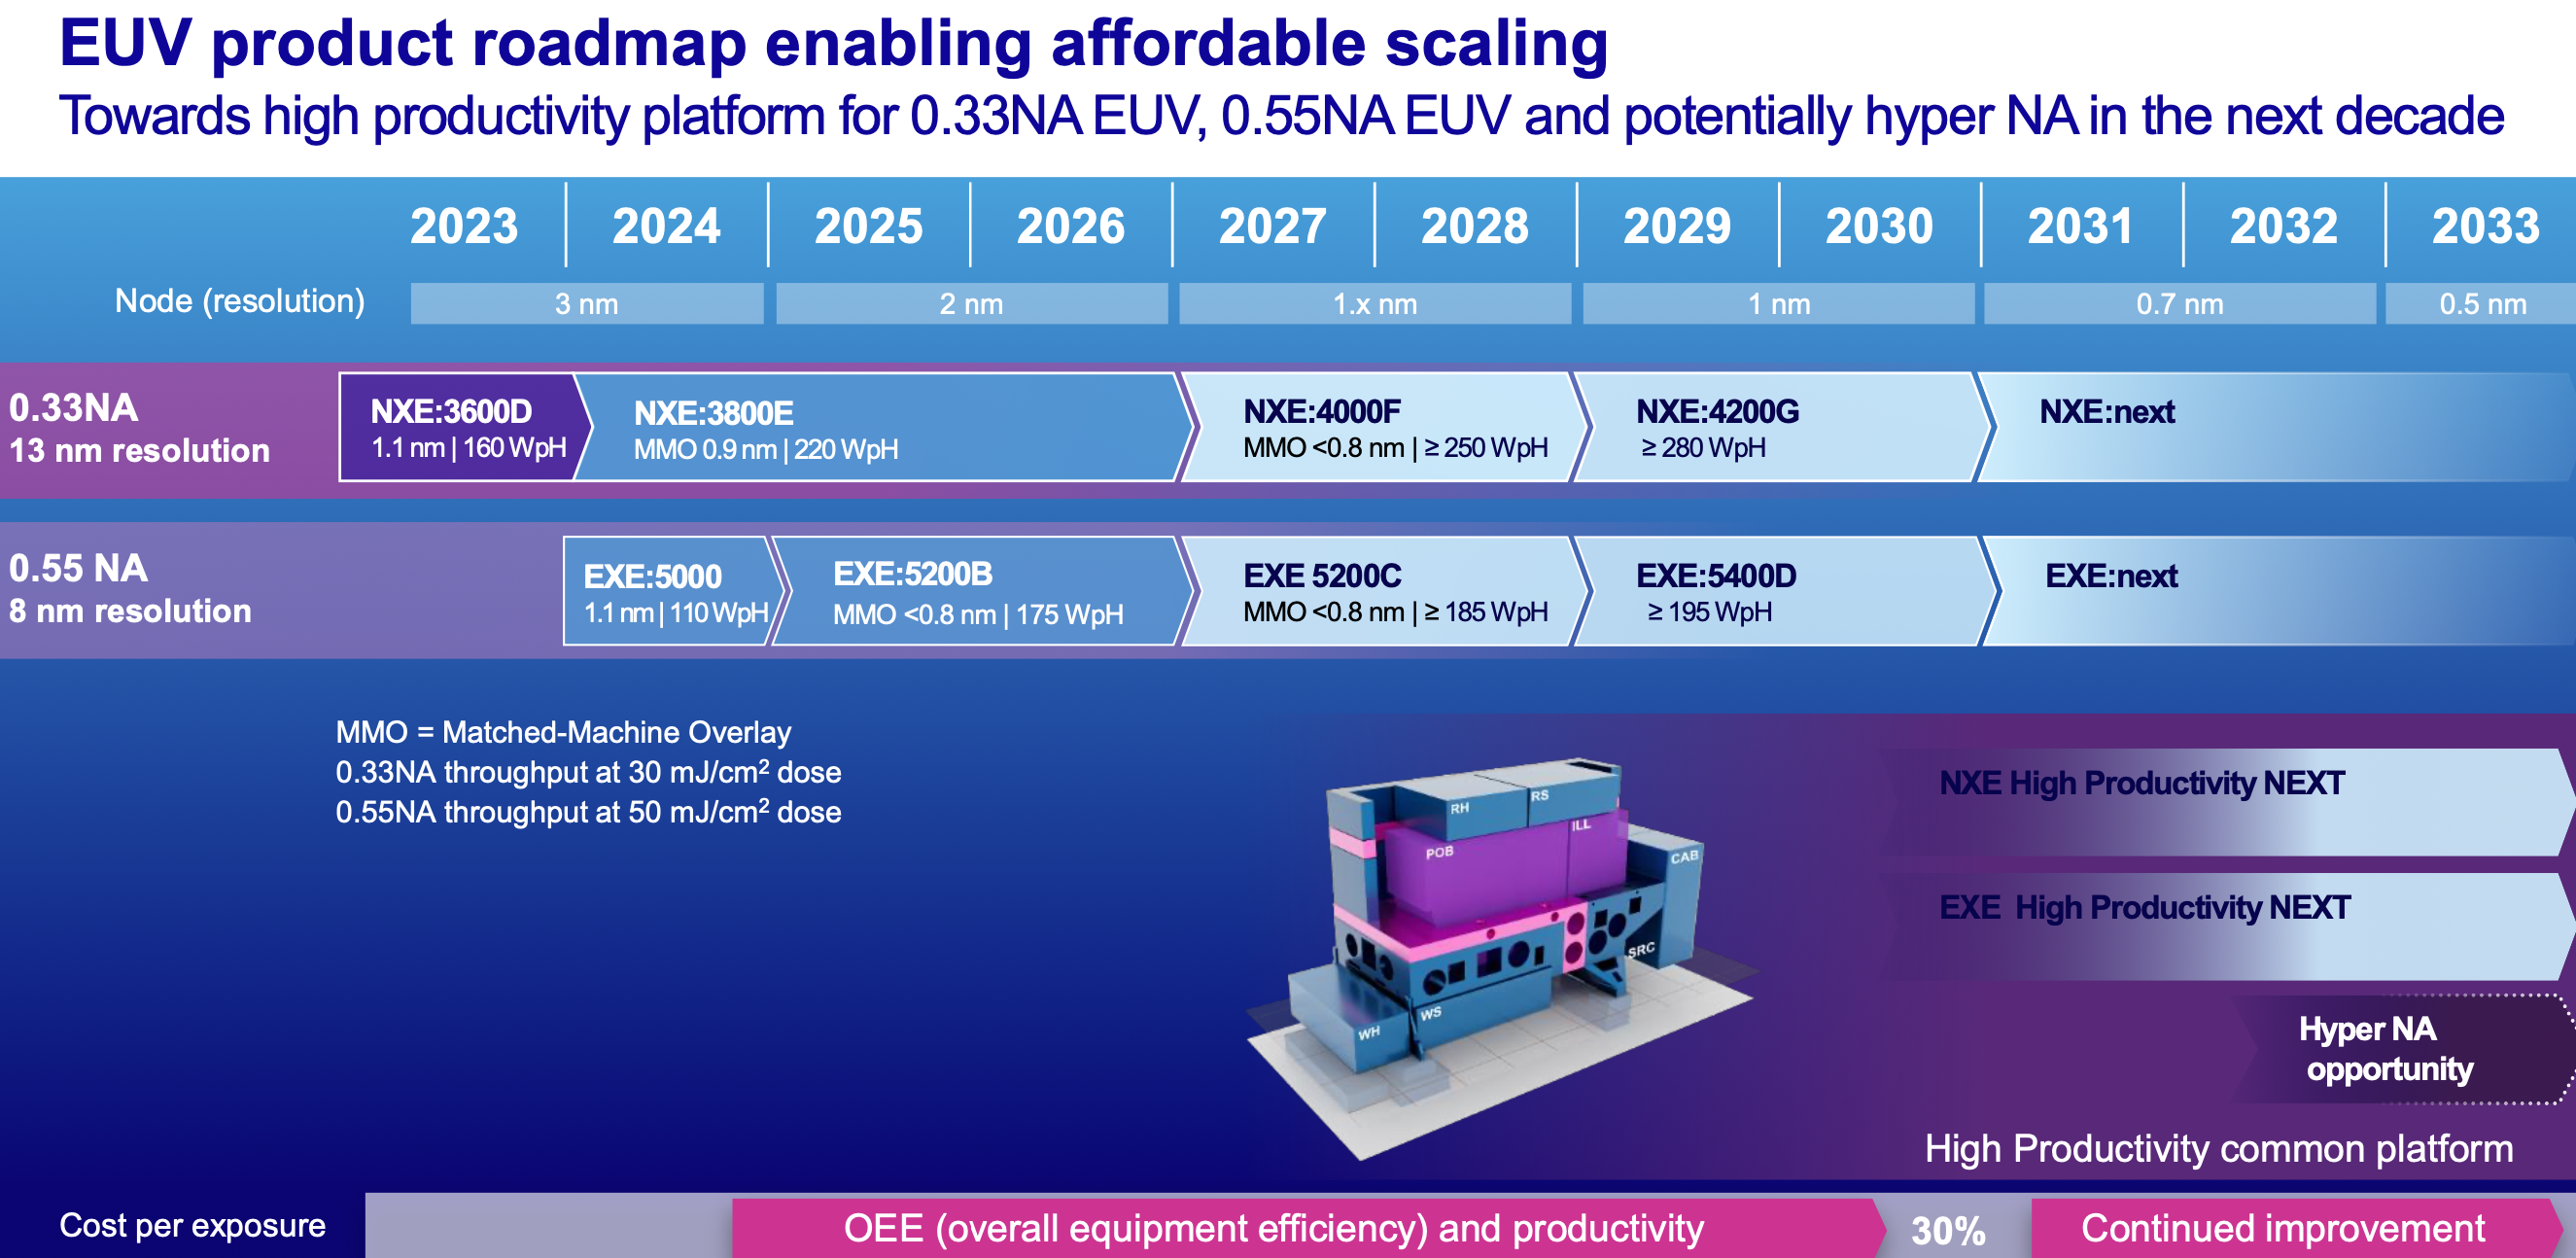 EUV product roadmap enabling affordable scaling
Towards high productivity platform for 0.33NA EUV, 0.55NA EUV and potentially hyper NA in the next decade
2023 2024 2025 2026 2027 2028 2029 2030 2031 2032 2033
Node (resolution) 3 nm 2 nm 1.x nm 1 nm 0.7 nm 0.5 nm
0.33NA
13 nm resolution
NXE:3600D
1.1 nm | 160 WpH
NXE:3800E
MMO 0.9 nm | 220 WpH
NXE:4000F
MMO <0.8 nm | ≥ 250 WpH
NXE:4200G
≥ 280 WpH
NXE:next
0.55 NA
8 nm resolution
EXE:5000
1.1 nm | 110 WpH
EXE:5200B
MMO <0.8 nm | 175 WpH
EXE 5200C
MMO <0.8 nm | ≥ 185 WpH
EXE:5400D
≥ 195 WpH
EXE:next
MMO = Matched-Machine Overlay
0.33NA throughput at 30 mJ/cm² dose
0.55NA throughput at 50 mJ/cm² dose
RH
RS
ILL
POB
CAB
SRC
WS
WH
NXE High Productivity NEXT
EXE High Productivity NEXT
Hyper NA
opportunity
High Productivity common platform
Cost per exposure
OEE (overall equipment efficiency) and productivity
30%
Continued improvement